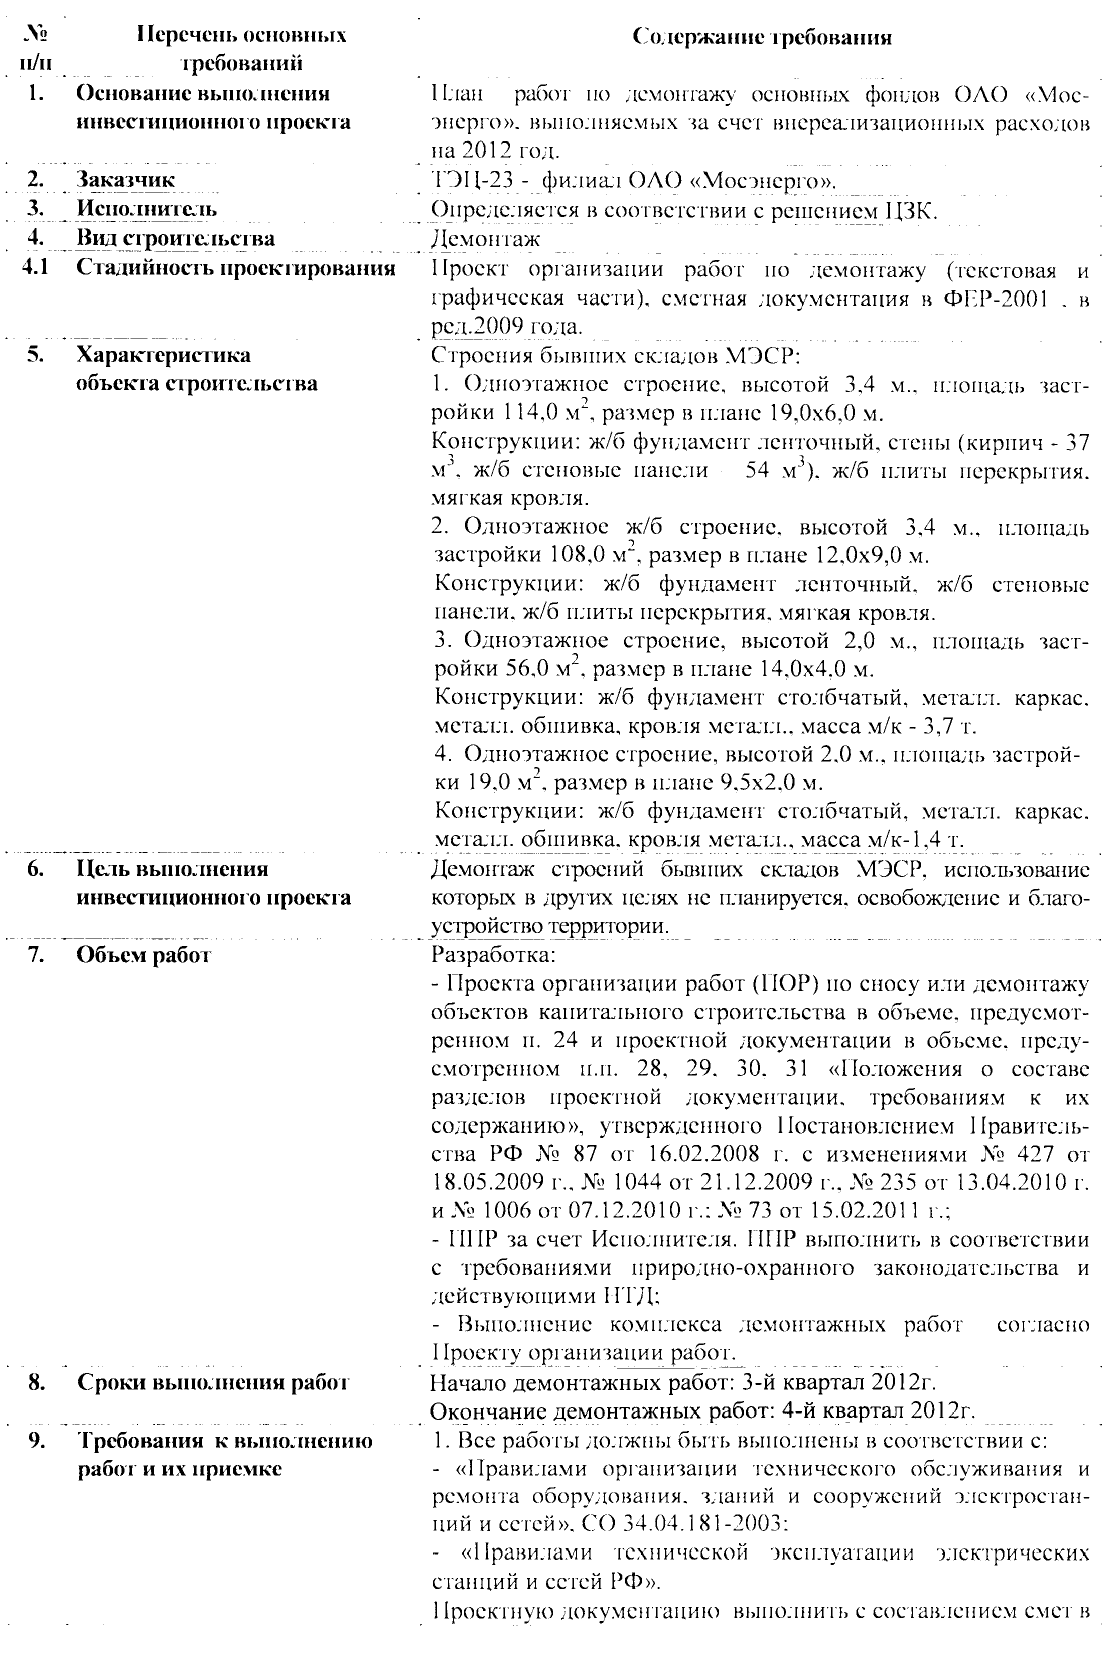 № Перечень основных Содержание требования
п/п требований
1. Основание выполнения План работ по демонтажу основных фондов ОАО «Мос-
инвестиционного проекта энерго», выполняемых за счет внереализационных расходов
на 2012 год.
2. Заказчик ТЭЦ-23 - филиал ОАО «Мосэнерго».
3. Исполнитель Определяется в соответствии с решением ЦЗК.
4. Вид строительства Демонтаж
4.1 Стадийность проектирования Проект организации работ по демонтажу (текстовая и
графическая части), сметная документация в ФЕР-2001 , в
ред.2009 года.
5. Характеристика Строения бывших складов МЭСР:
объекта строительства 1. Одноэтажное строение, высотой 3,4 м., площадь заст-
ройки 114,0 м², размер в плане 19,0х6,0 м.
Конструкции: ж/б фундамент ленточный, стены (кирпич - 37
м³, ж/б стеновые панели 54 м³), ж/б плиты перекрытия,
мягкая кровля.
2. Одноэтажное ж/б строение, высотой 3,4 м., площадь
застройки 108,0 м², размер в плане 12,0х9,0 м.
Конструкции: ж/б фундамент ленточный, ж/б стеновые
панели, ж/б плиты перекрытия, мягкая кровля.
3. Одноэтажное строение, высотой 2,0 м., площадь заст-
ройки 56,0 м², размер в плане 14,0х4,0 м.
Конструкции: ж/б фундамент столбчатый, металл. каркас,
металл. обшивка, кровля металл., масса м/к - 3,7 т.
4. Одноэтажное строение, высотой 2,0 м., площадь застрой-
ки 19,0 м², размер в плане 9,5х2,0 м.
Конструкции: ж/б фундамент столбчатый, металл. каркас,
металл. обшивка, кровля металл., масса м/к-1,4 т.
6. Цель выполнения Демонтаж строений бывших складов МЭСР, использование
инвестиционного проекта которых в других целях не планируется, освобождение и благо-
устройство территории.
7. Объем работ Разработка:
- Проекта организации работ (ПОР) по сносу или демонтажу
объектов капитального строительства в объеме, предусмот-
ренном п. 24 и проектной документации в объеме, преду-
смотренном п.п. 28, 29, 30, 31 «Положения о составе
разделов проектной документации, требованиям к их
содержанию», утвержденного Постановлением Правитель-
ства РФ № 87 от 16.02.2008 г. с изменениями № 427 от
18.05.2009 г., № 1044 от 21.12.2009 г., № 235 от 13.04.2010 г.
и № 1006 от 07.12.2010 г.; № 73 от 15.02.2011 г.;
- ППР за счет Исполнителя. ППР выполнить в соответствии
с требованиями природно-охранного законодательства и
действующими НТД;
- Выполнение комплекса демонтажных работ согласно
Проекту организации работ.
8. Сроки выполнения работ Начало демонтажных работ: 3-й квартал 2012г.
Окончание демонтажных работ: 4-й квартал 2012г.
9. Требования к выполнению 1. Все работы должны быть выполнены в соответствии с:
работ и их приемке - «Правилами организации технического обслуживания и
ремонта оборудования, зданий и сооружений электростан-
ций и сетей», СО 34.04.181-2003;
- «Правилами технической эксплуатации электрических
станций и сетей РФ».
Проектную документацию выполнить с составлением смет в